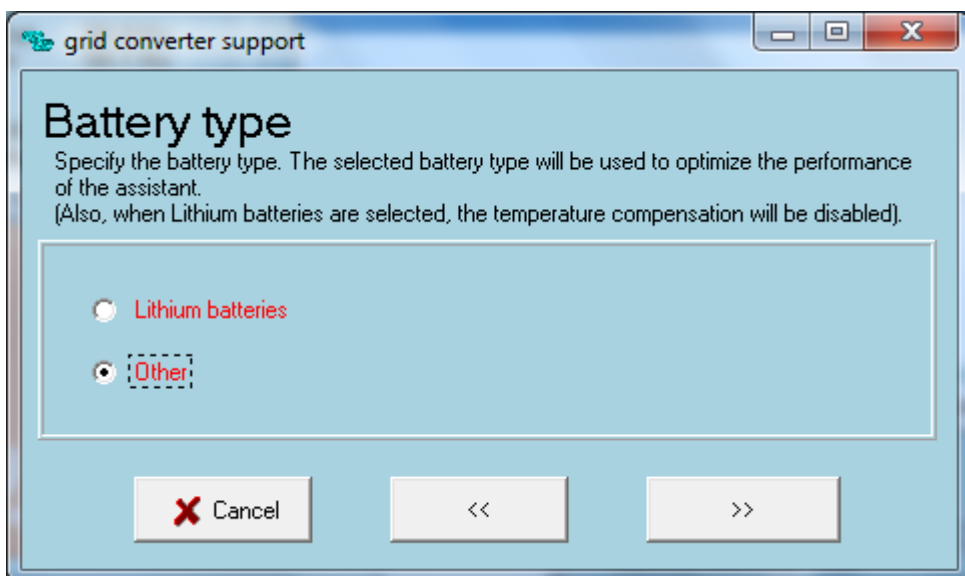 grid converter support
Battery type
Specify the battery type. The selected battery type will be used to optimize the performance
of the assistant.
(Also, when Lithium batteries are selected, the temperature compensation will be disabled).
Lithium batteries
Other
Cancel
<<
>>